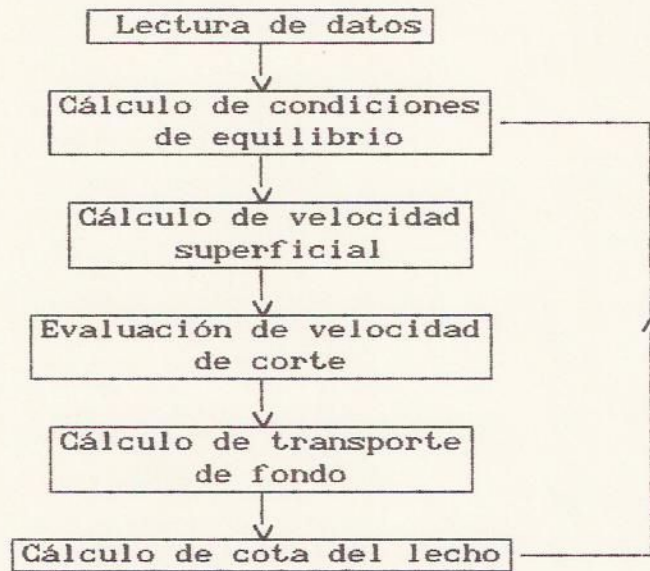 Lectura de datos
Cálculo de condiciones
de equilibrio
Cálculo de velocidad
superficial
Evaluación de velocidad
de corte
Cálculo de transporte
de fondo
Cálculo de cota del lecho